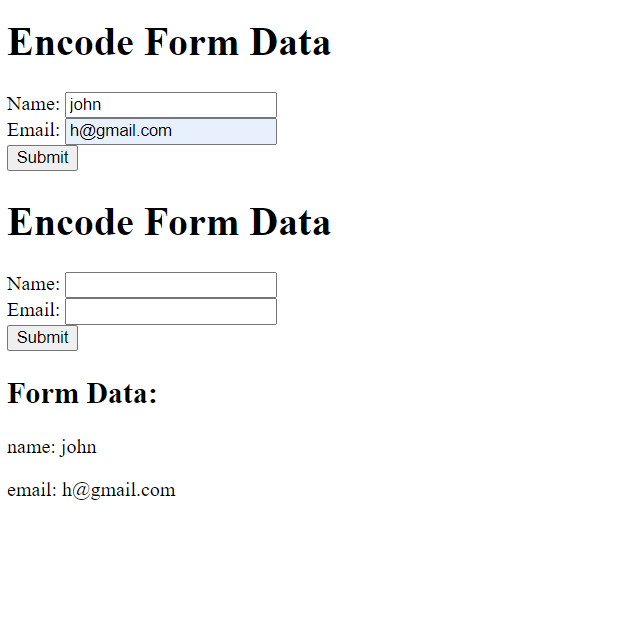 Encode Form Data
Name: john
Email: h@gmail.com
Submit
Encode Form Data
Name:
Email:
Submit
Form Data:
name: john
email: h@gmail.com